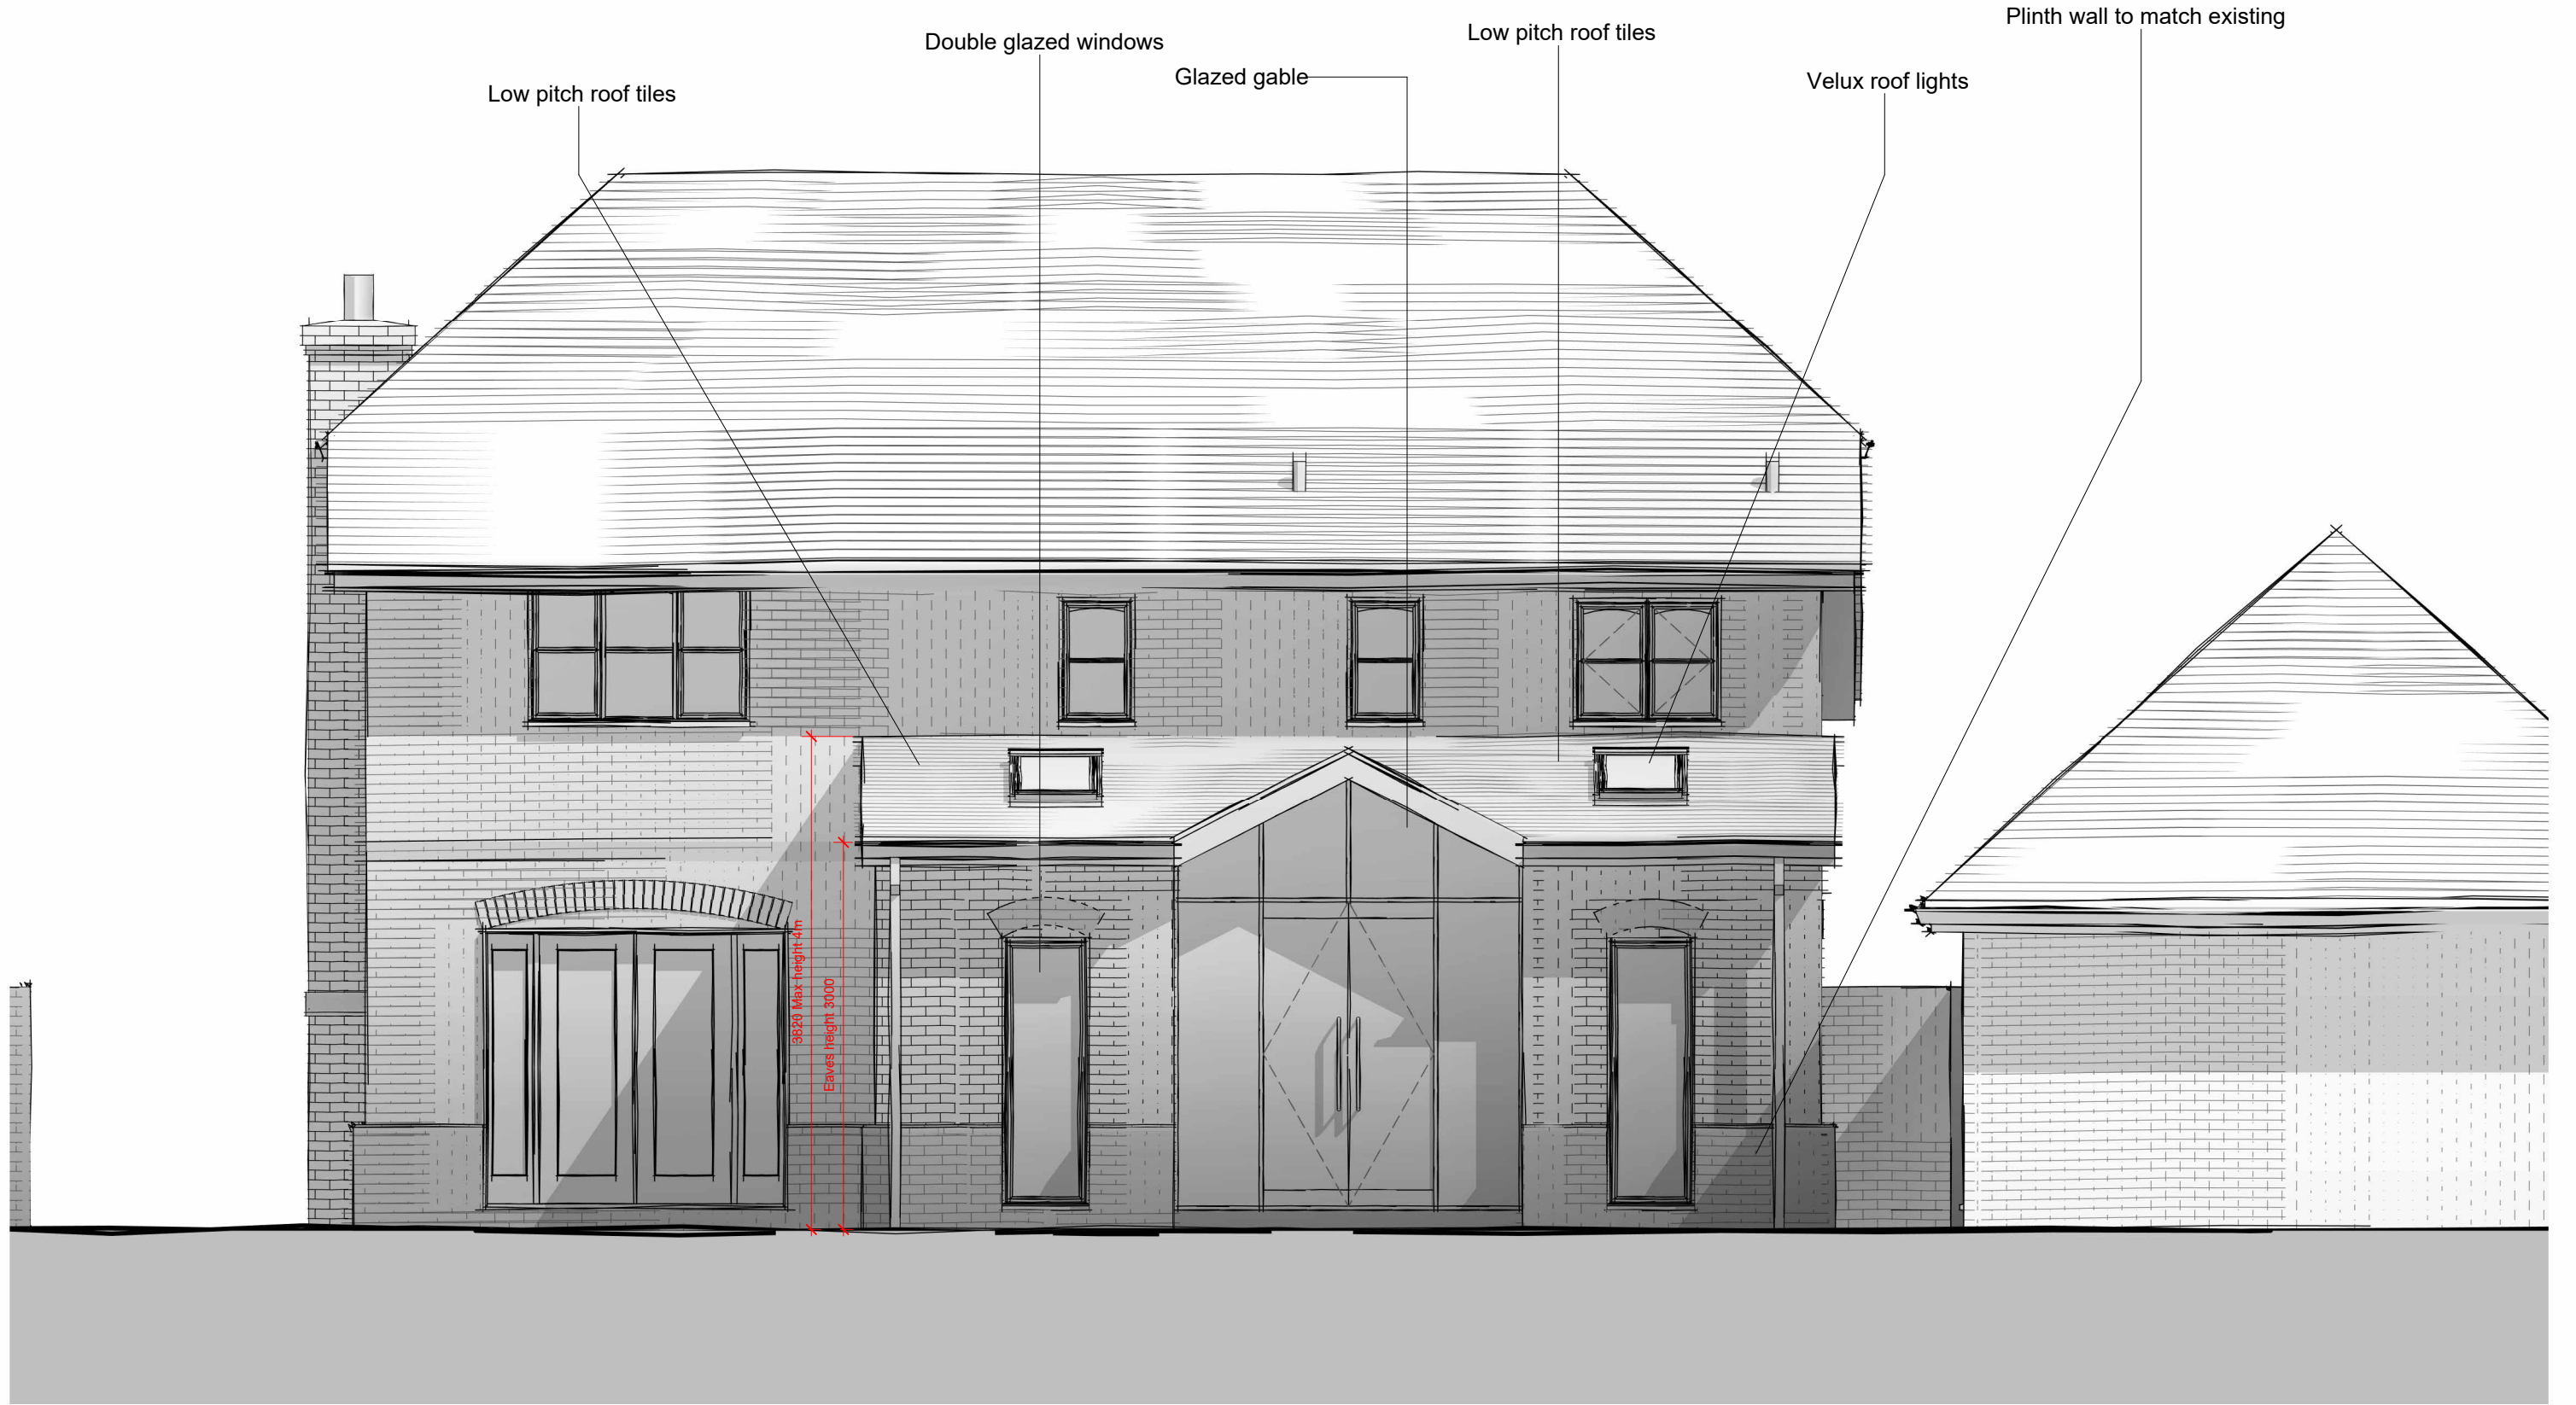 Plinth wall to match existing
Low pitch roof tiles
Double glazed windows
Glazed gable
Velux roof lights
Low pitch roof tiles
3820 Max height 4m
Eaves height 3000